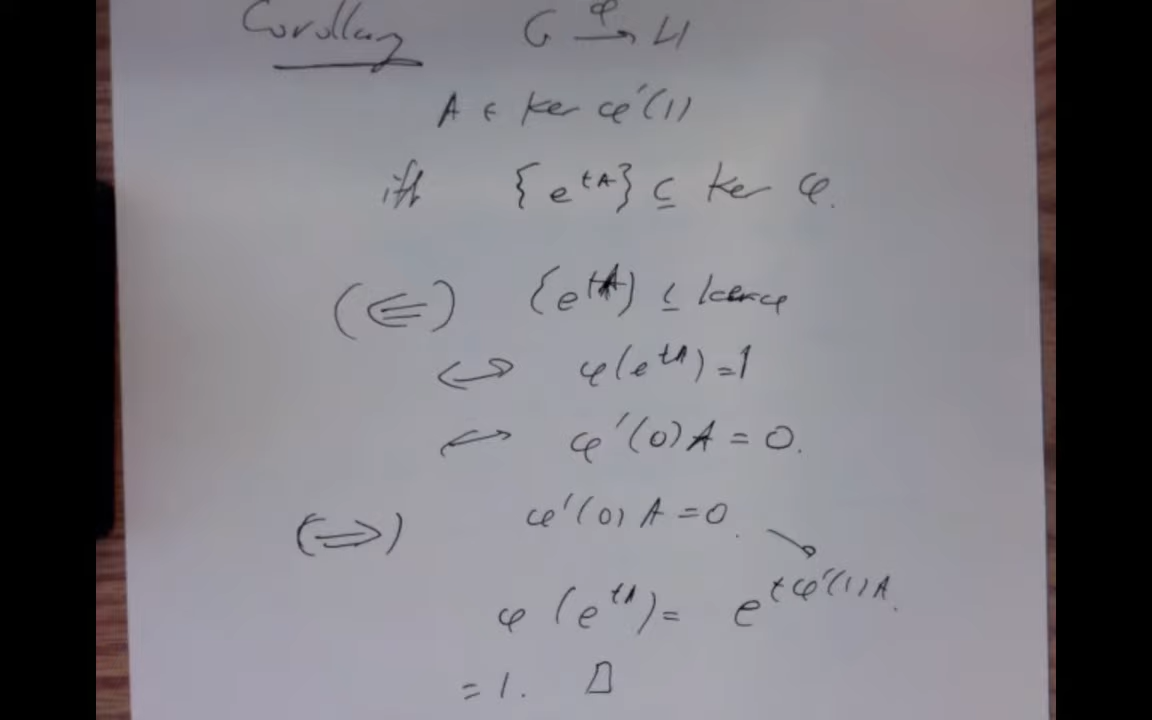 Corollary G —φ→ H
A ∈ ker φ'(1)
iff {e^{tA}} ⊆ ker φ.
(⇐) {e^{tA}} ⊆ ker φ
↔ φ(e^{tA}) = 1
↔ φ'(0)A = 0.
(⇒) φ'(0)A = 0.
φ(e^{tA}) = e^{tφ'(1)A}.
= 1. □